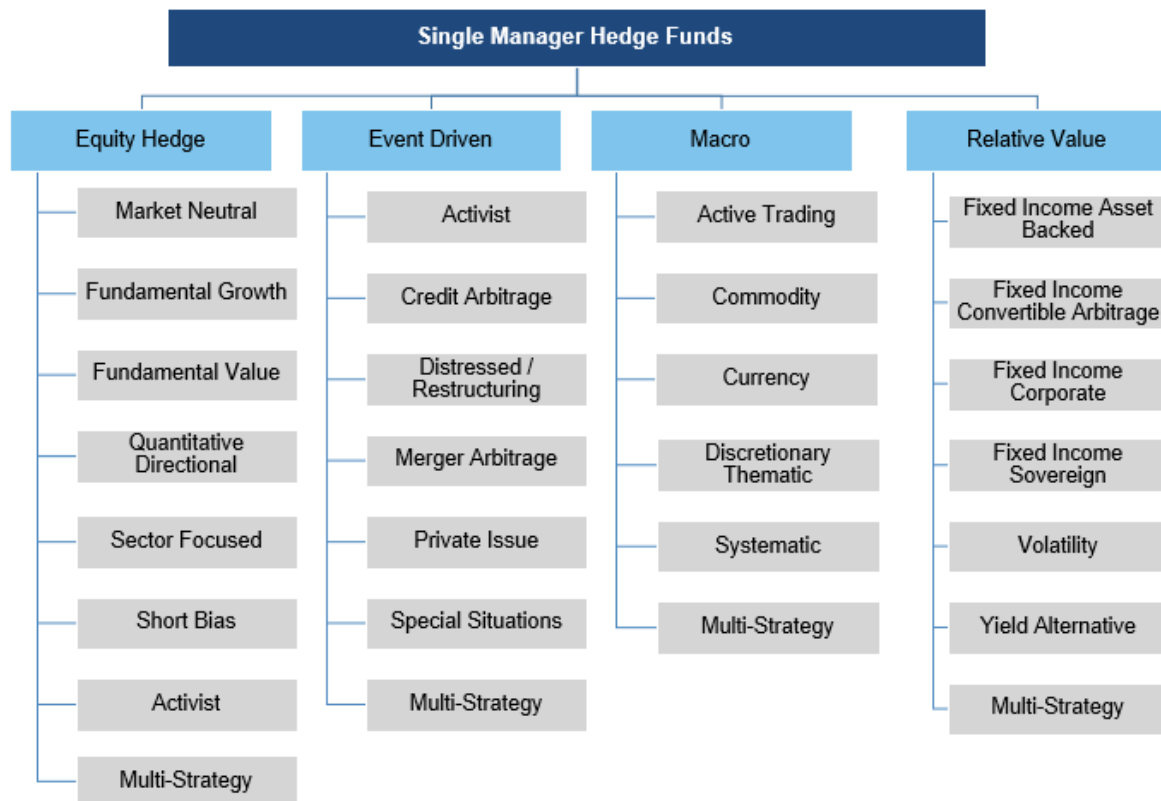 Single Manager Hedge Funds
Equity Hedge
Market Neutral
Fundamental Growth
Fundamental Value
Quantitative
Directional
Sector Focused
Short Bias
Activist
Multi-Strategy
Event Driven
Activist
Credit Arbitrage
Distressed /
Restructuring
Merger Arbitrage
Private Issue
Special Situations
Multi-Strategy
Macro
Active Trading
Commodity
Currency
Discretionary
Thematic
Systematic
Multi-Strategy
Relative Value
Fixed Income Asset
Backed
Fixed Income
Convertible Arbitrage
Fixed Income
Corporate
Fixed Income
Sovereign
Volatility
Yield Alternative
Multi-Strategy